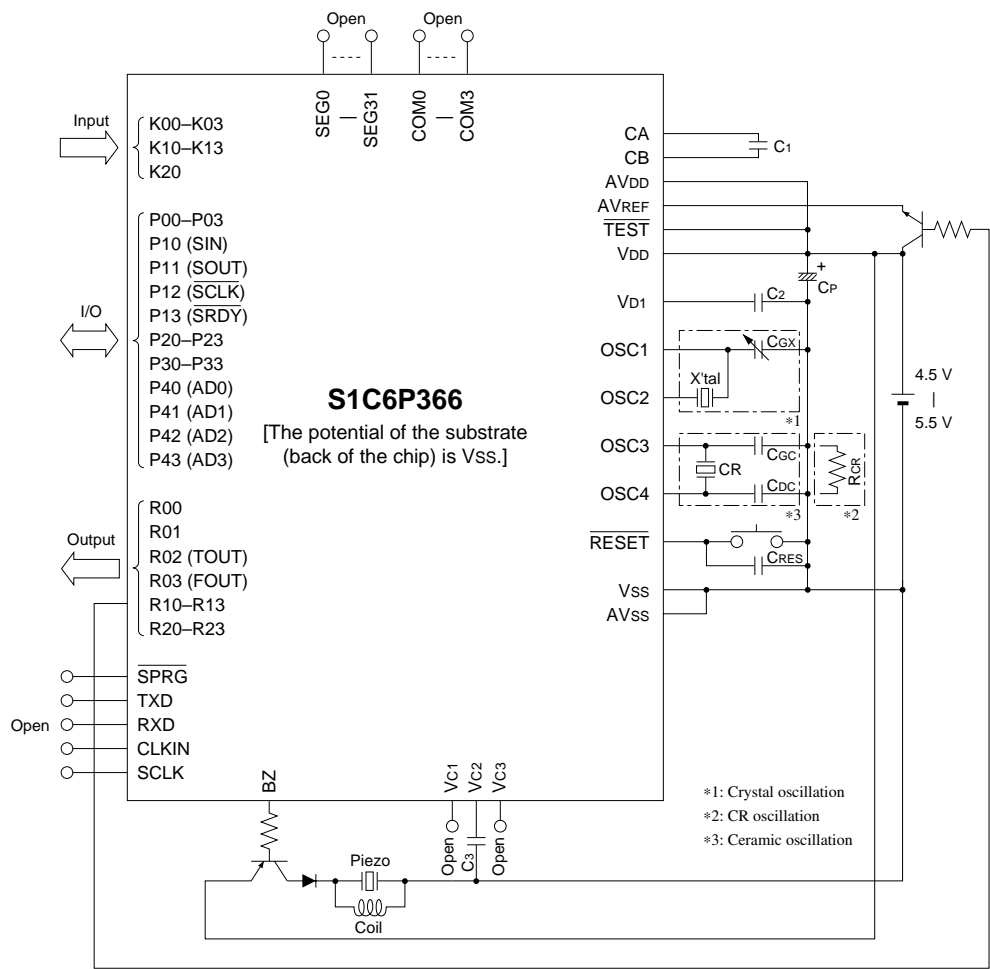 Open
Open
SEG0
—
SEG31
COM0
—
COM3
Input
K00–K03
K10–K13
K20
I/O
P00–P03
P10 (SIN)
P11 (SOUT)
P12 (SCLK)
P13 (SRDY)
P20–P23
P30–P33
P40 (AD0)
P41 (AD1)
P42 (AD2)
P43 (AD3)
Output
R00
R01
R02 (TOUT)
R03 (FOUT)
R10–R13
R20–R23
Open
SPRG
TXD
RXD
CLKIN
SCLK
S1C6P366
[The potential of the substrate
(back of the chip) is VSS.]
CA
CB
AVDD
AVREF
TEST
VDD
VD1
OSC1
OSC2
OSC3
OSC4
RESET
VSS
AVSS
C1
+
CP
C2
CGX
X'tal
*1
CGC
CR
CDC
*3
RCR
*2
CRES
4.5 V
|
5.5 V
BZ
VC1
VC2
VC3
Open
C3
Open
Piezo
Coil
*1: Crystal oscillation
*2: CR oscillation
*3: Ceramic oscillation